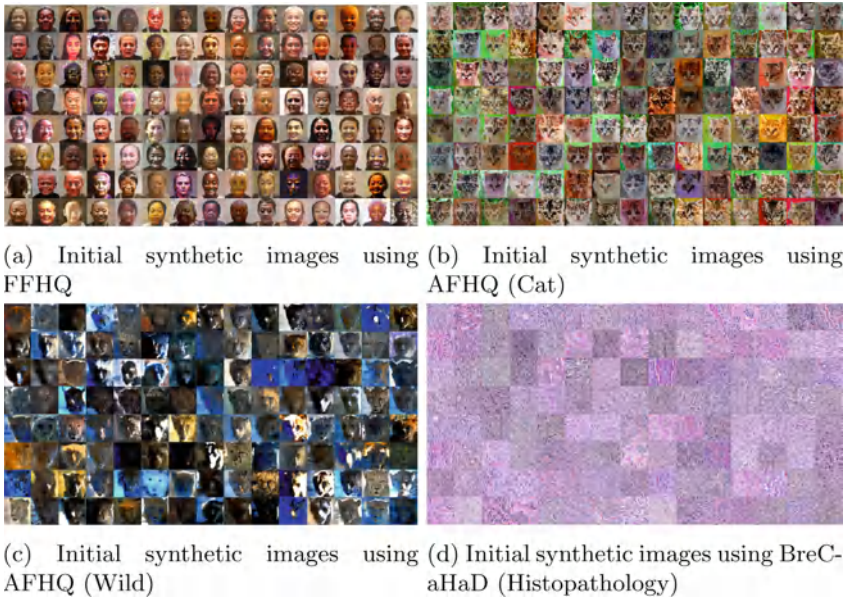 (a) Initial synthetic images using
FFHQ
(b) Initial synthetic images using
AFHQ (Cat)
(c) Initial synthetic images using
AFHQ (Wild)
(d) Initial synthetic images using BreC-
aHaD (Histopathology)